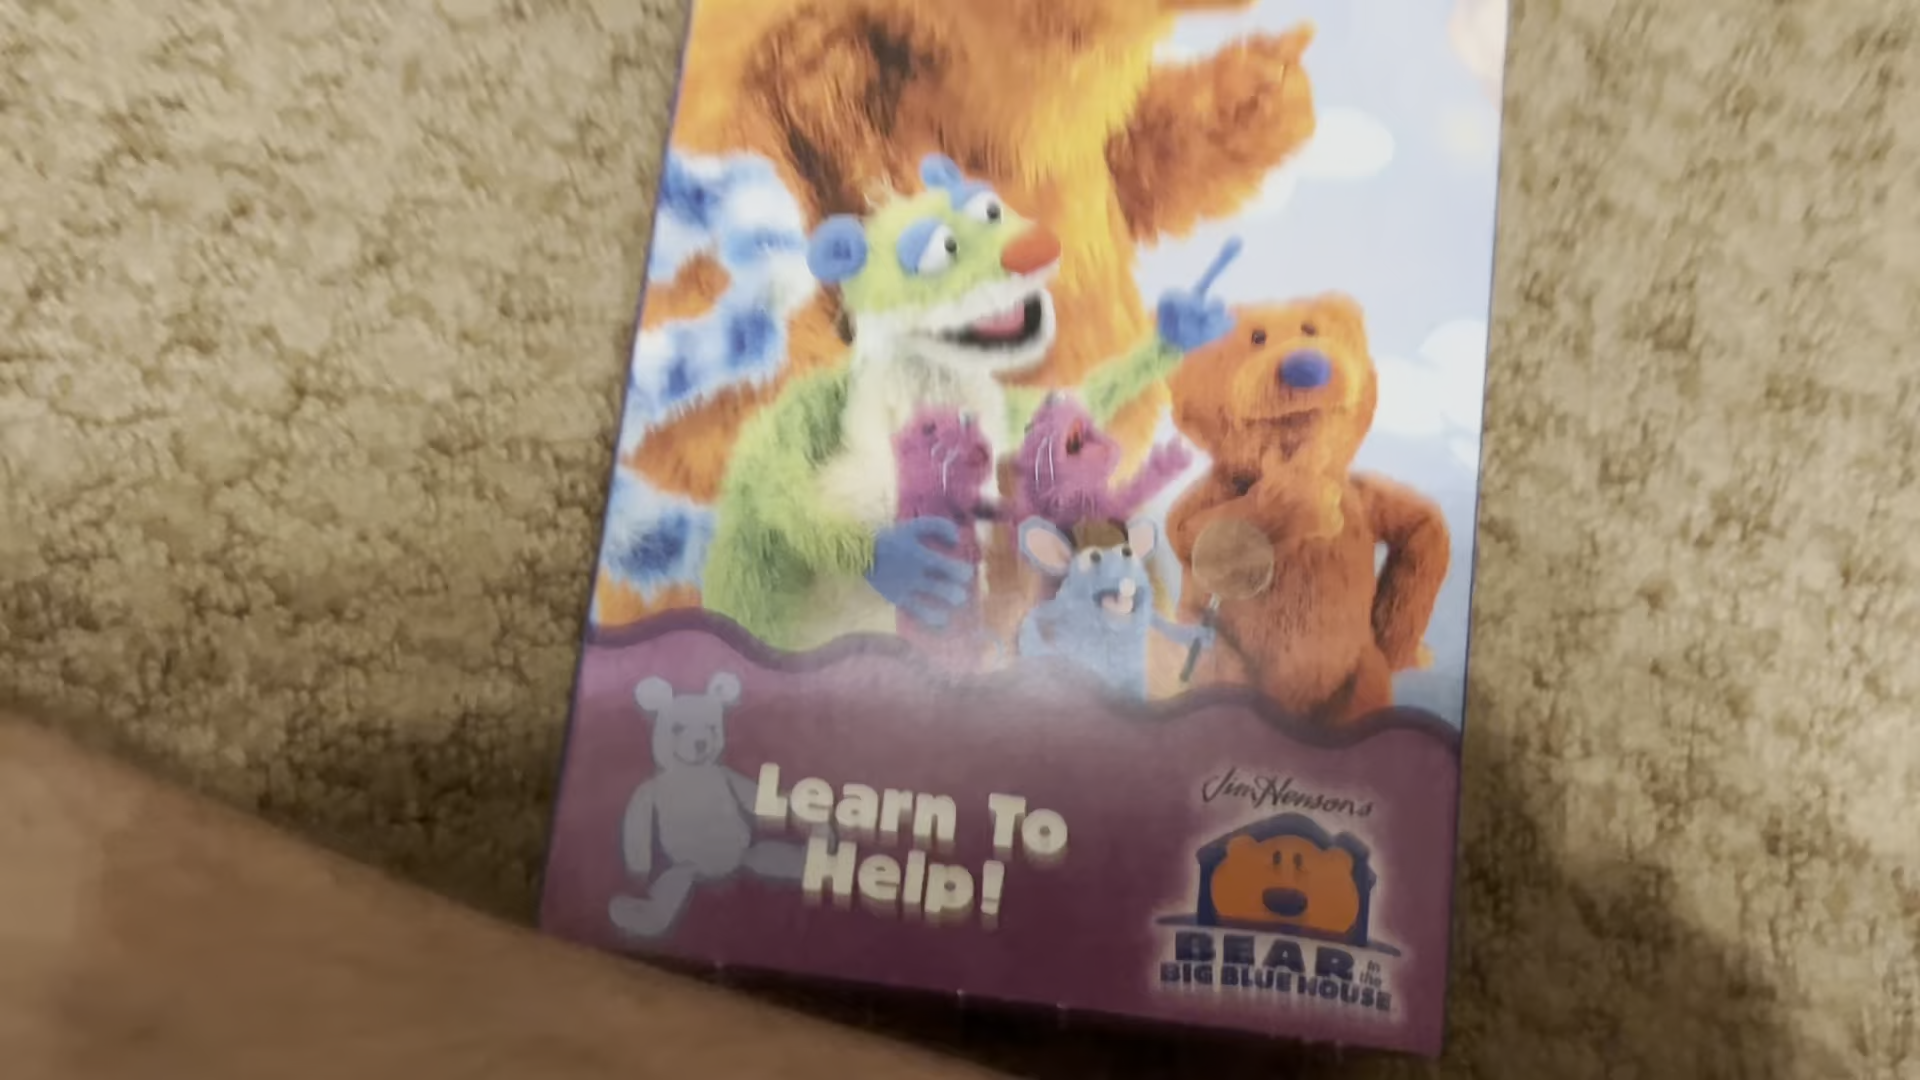 Learn To
Help!
Jim Henson's
BEAR
in
the
BIG BLUE HOUSE